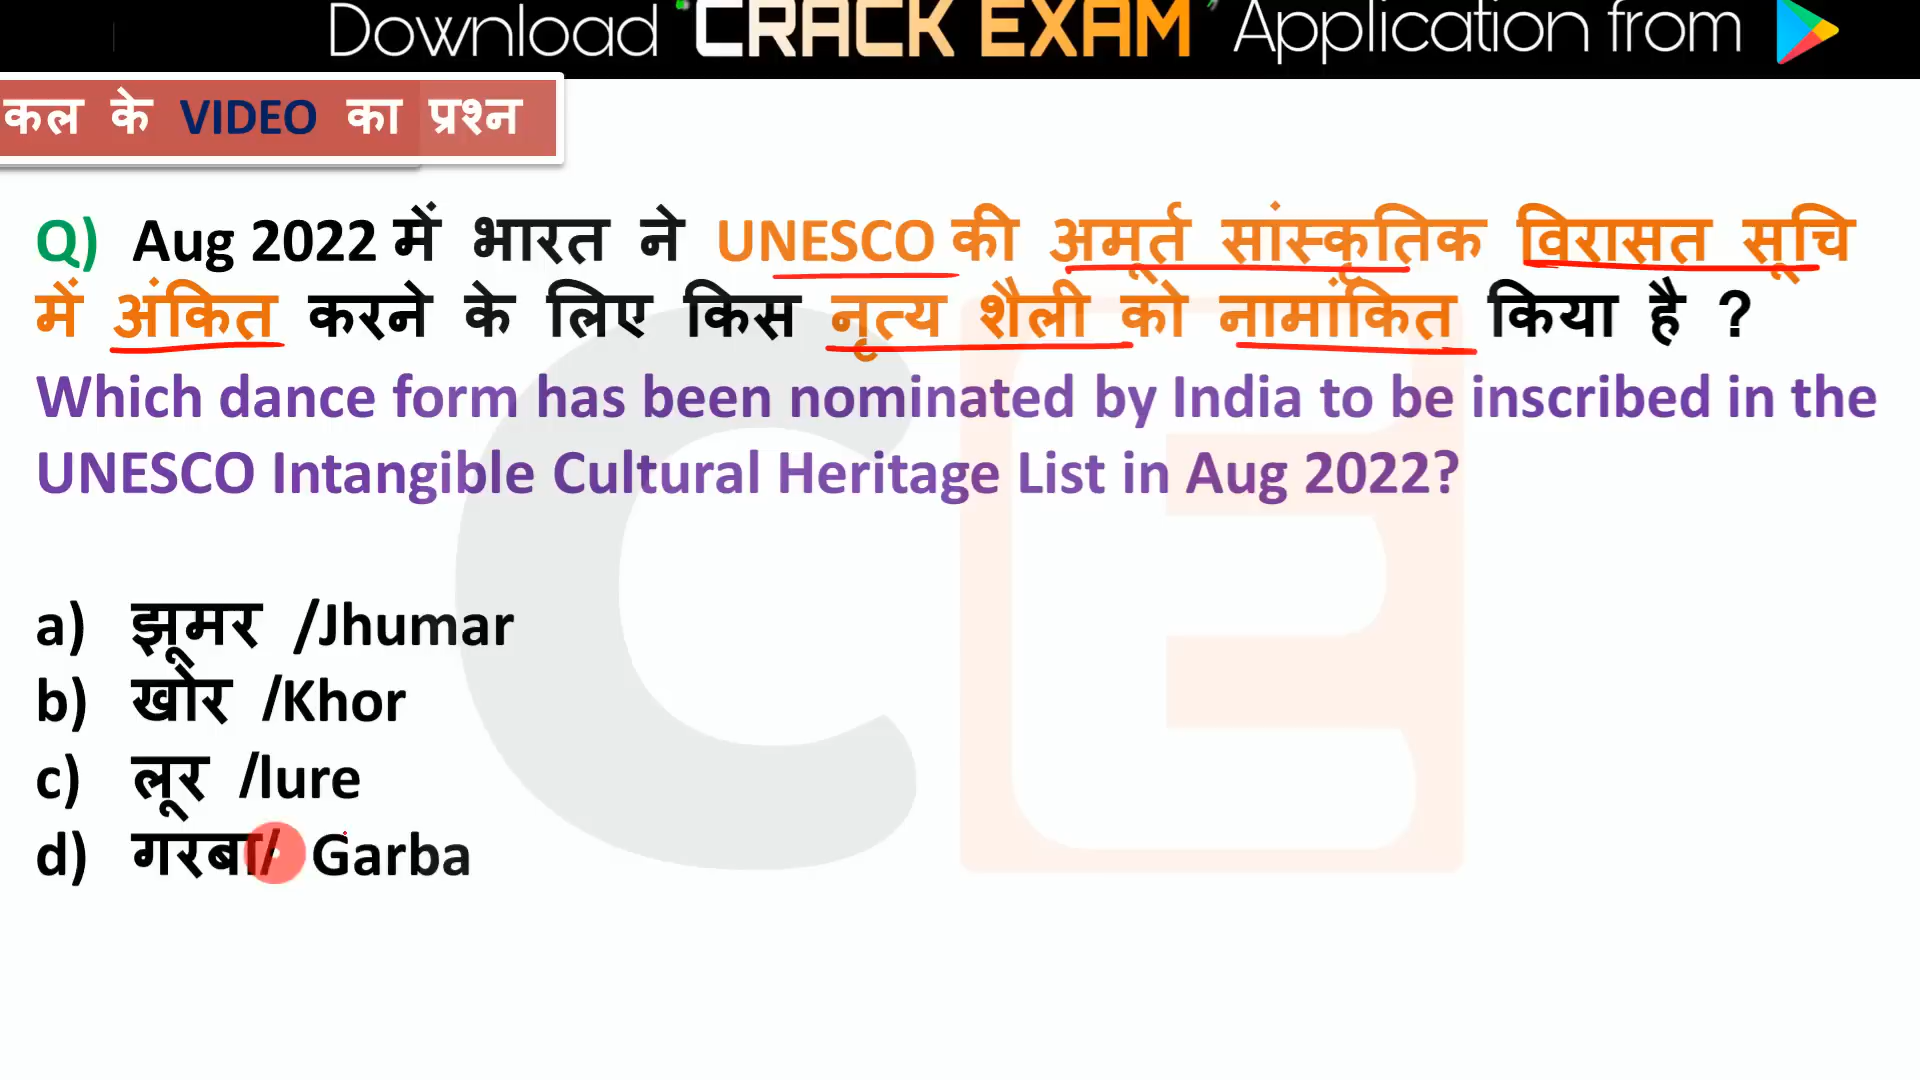 Download "CRACK EXAM" Application from
कल के VIDEO का प्रश्न
Q) Aug 2022 में भारत ने UNESCO की अमूर्त सांस्कृतिक विरासत सूचि
में अंकित करने के लिए किस नृत्य शैली को नामांकित किया है ?
Which dance form has been nominated by India to be inscribed in the
UNESCO Intangible Cultural Heritage List in Aug 2022?
a) झूमर /Jhumar
b) खोर /Khor
c) लूर /lure
d) गरबा/ Garba
CE